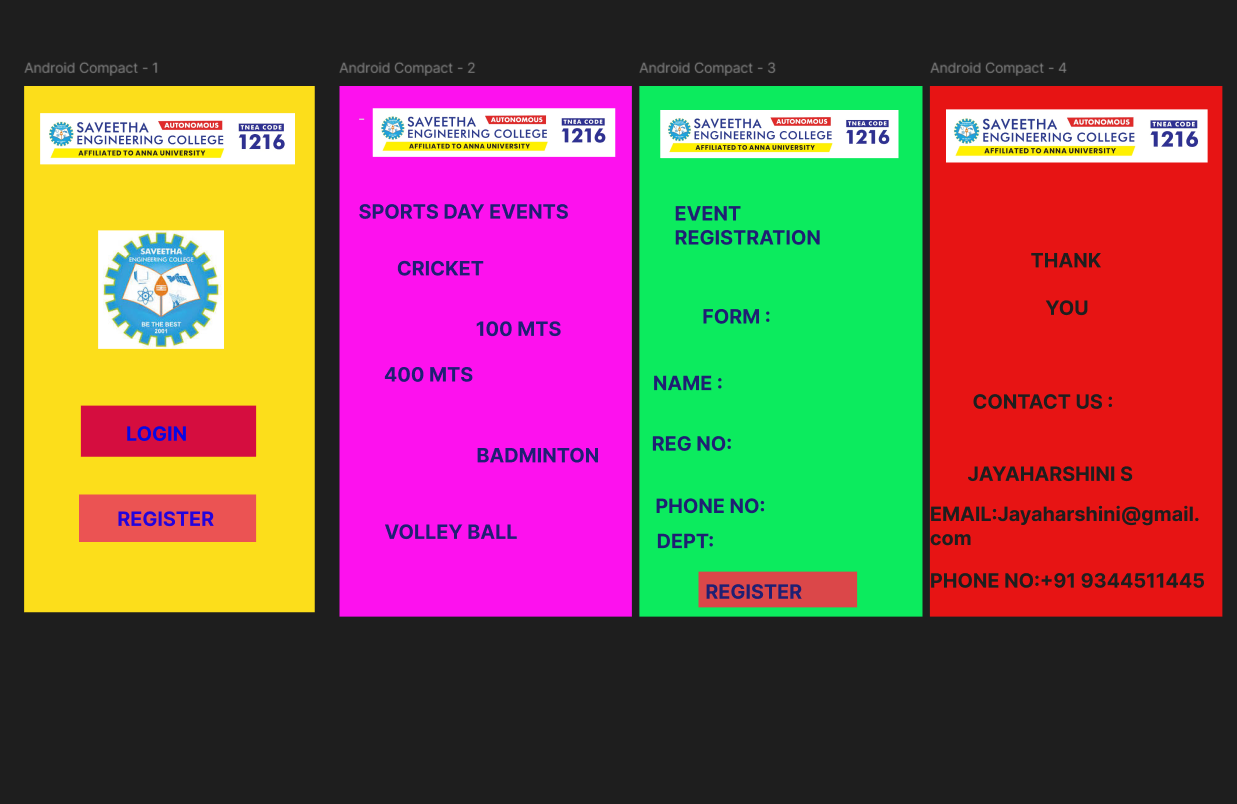 Android Compact - 1
SAVEETHA
AUTONOMOUS
ENGINEERING COLLEGE
AFFILIATED TO ANNA UNIVERSITY
TNEA CODE
1216
SAVEETHA
ENGINEERING COLLEGE
BE THE BEST
2001
LOGIN
REGISTER
Android Compact - 2
SAVEETHA
AUTONOMOUS
ENGINEERING COLLEGE
AFFILIATED TO ANNA UNIVERSITY
TNEA CODE
1216
SPORTS DAY EVENTS
CRICKET
100 MTS
400 MTS
BADMINTON
VOLLEY BALL
Android Compact - 3
SAVEETHA
AUTONOMOUS
ENGINEERING COLLEGE
AFFILIATED TO ANNA UNIVERSITY
TNEA CODE
1216
EVENT
REGISTRATION
FORM :
NAME :
REG NO:
PHONE NO:
DEPT:
REGISTER
Android Compact - 4
SAVEETHA
AUTONOMOUS
ENGINEERING COLLEGE
AFFILIATED TO ANNA UNIVERSITY
TNEA CODE
1216
THANK
YOU
CONTACT US :
JAYAHARSHINI S
EMAIL:Jayaharshini@gmail.
com
PHONE NO:+91 9344511445